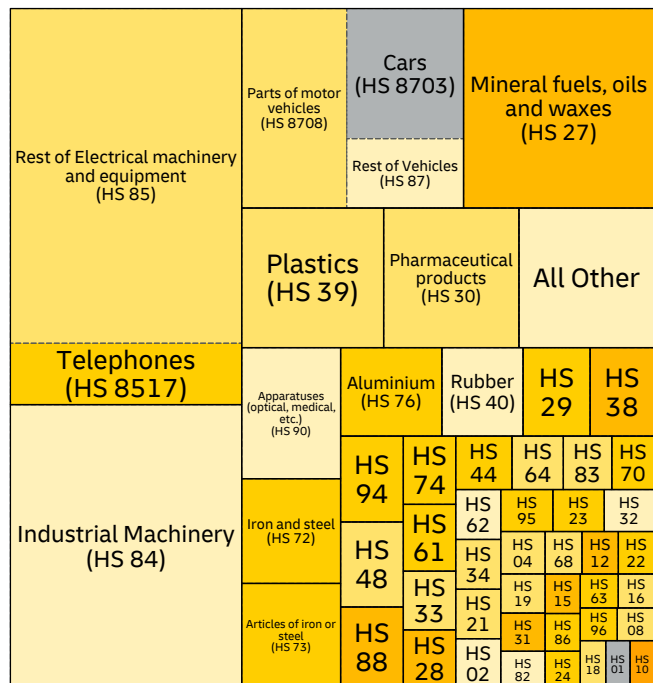 Rest of Electrical machinery
and equipment
(HS 85)
Parts of motor
vehicles
(HS 8708)
Cars
(HS 8703)
Rest of Vehicles
(HS 87)
Mineral fuels, oils
and waxes
(HS 27)
Plastics
(HS 39)
Pharmaceutical
products
(HS 30)
All Other
Telephones
(HS 8517)
Industrial Machinery
(HS 84)
Apparatuses
(optical, medical,
etc.)
(HS 90)
Aluminium
(HS 76)
Rubber
(HS 40)
HS
29
HS
38
Iron and steel
(HS 72)
Articles of iron or
steel
(HS 73)
HS
94
HS
48
HS
88
HS
74
HS
61
HS
33
HS
28
HS
44
HS
64
HS
83
HS
70
HS
62
HS
95
HS
23
HS
32
HS
34
HS
04
HS
68
HS
12
HS
22
HS
21
HS
19
HS
15
HS
63
HS
16
HS
31
HS
86
HS
96
HS
08
HS
02
HS
82
HS
24
HS
18
HS
01
HS
10